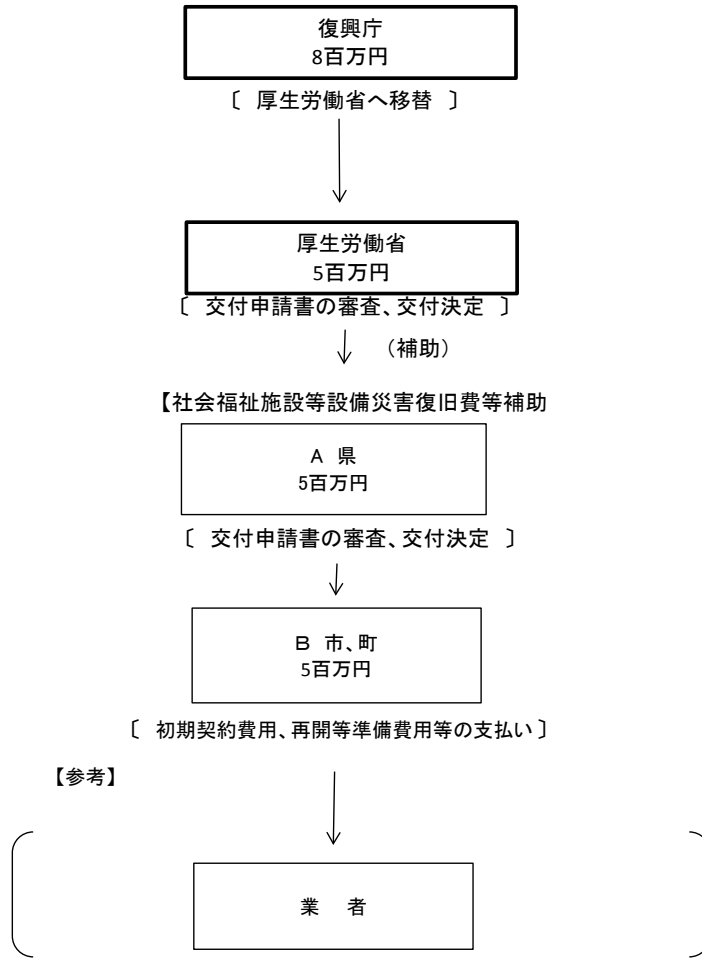 復興庁
8百万円
〔 厚生労働省へ移替 〕
厚生労働省
5百万円
〔 交付申請書の審査、交付決定 〕
（補助）
【社会福祉施設等設備災害復旧費等補助
A 県
5百万円
〔 交付申請書の審査、交付決定 〕
B 市、町
5百万円
〔 初期契約費用、再開等準備費用等の支払い〕
【参考】
業 者